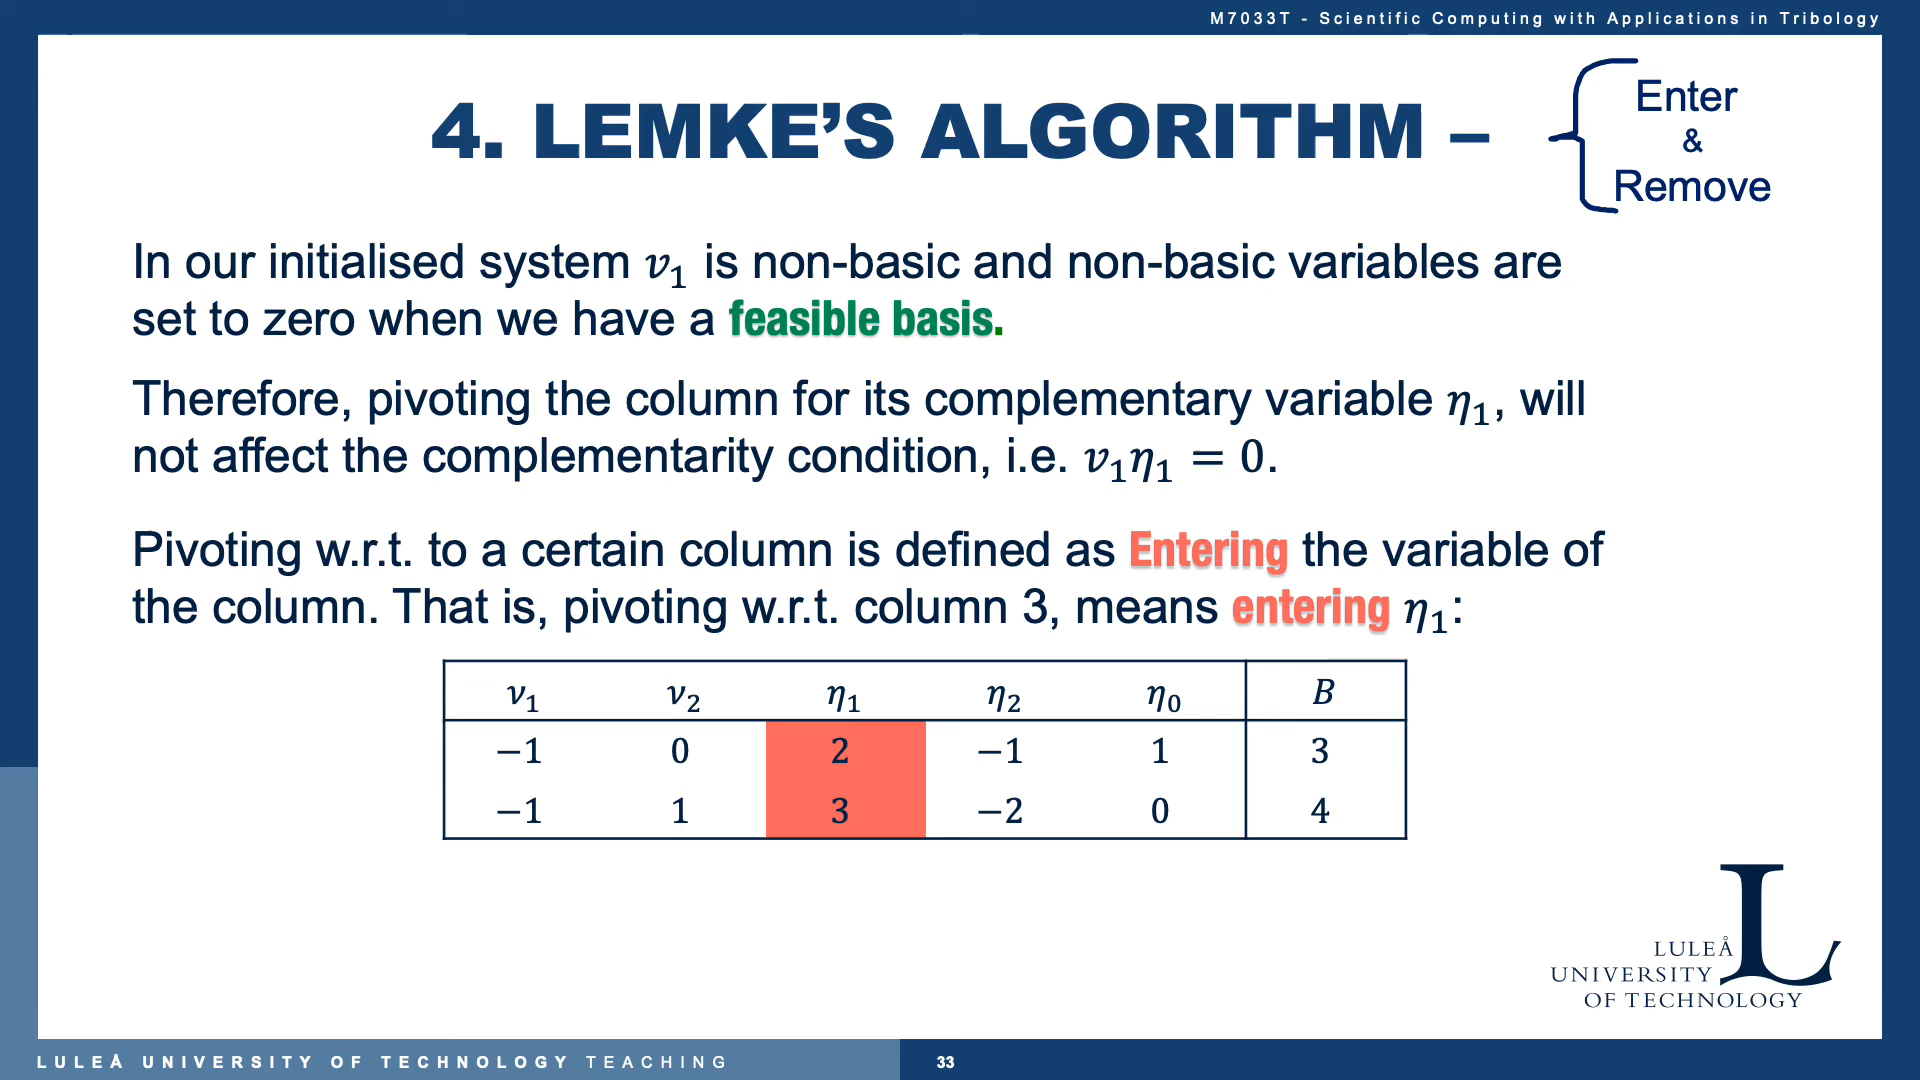 M7033T - Scientific Computing with Applications in Tribology
4. LEMKE’S ALGORITHM –
Enter
&
Remove
In our initialised system 𝑣₁ is non-basic and non-basic variables are
set to zero when we have a feasible basis.
Therefore, pivoting the column for its complementary variable 𝜂₁, will
not affect the complementarity condition, i.e. 𝑣₁𝜂₁ = 0.
Pivoting w.r.t. to a certain column is defined as Entering the variable of
the column. That is, pivoting w.r.t. column 3, means entering 𝜂₁:
𝜈₁ 𝜈₂ 𝜂₁ 𝜂₂ 𝜂₀ 𝐵
−1 0 2 −1 1 3
−1 1 3 −2 0 4
LULEÅ
UNIVERSITY
OF TECHNOLOGY
L
LULEÅ UNIVERSITY OF TECHNOLOGY TEACHING
33